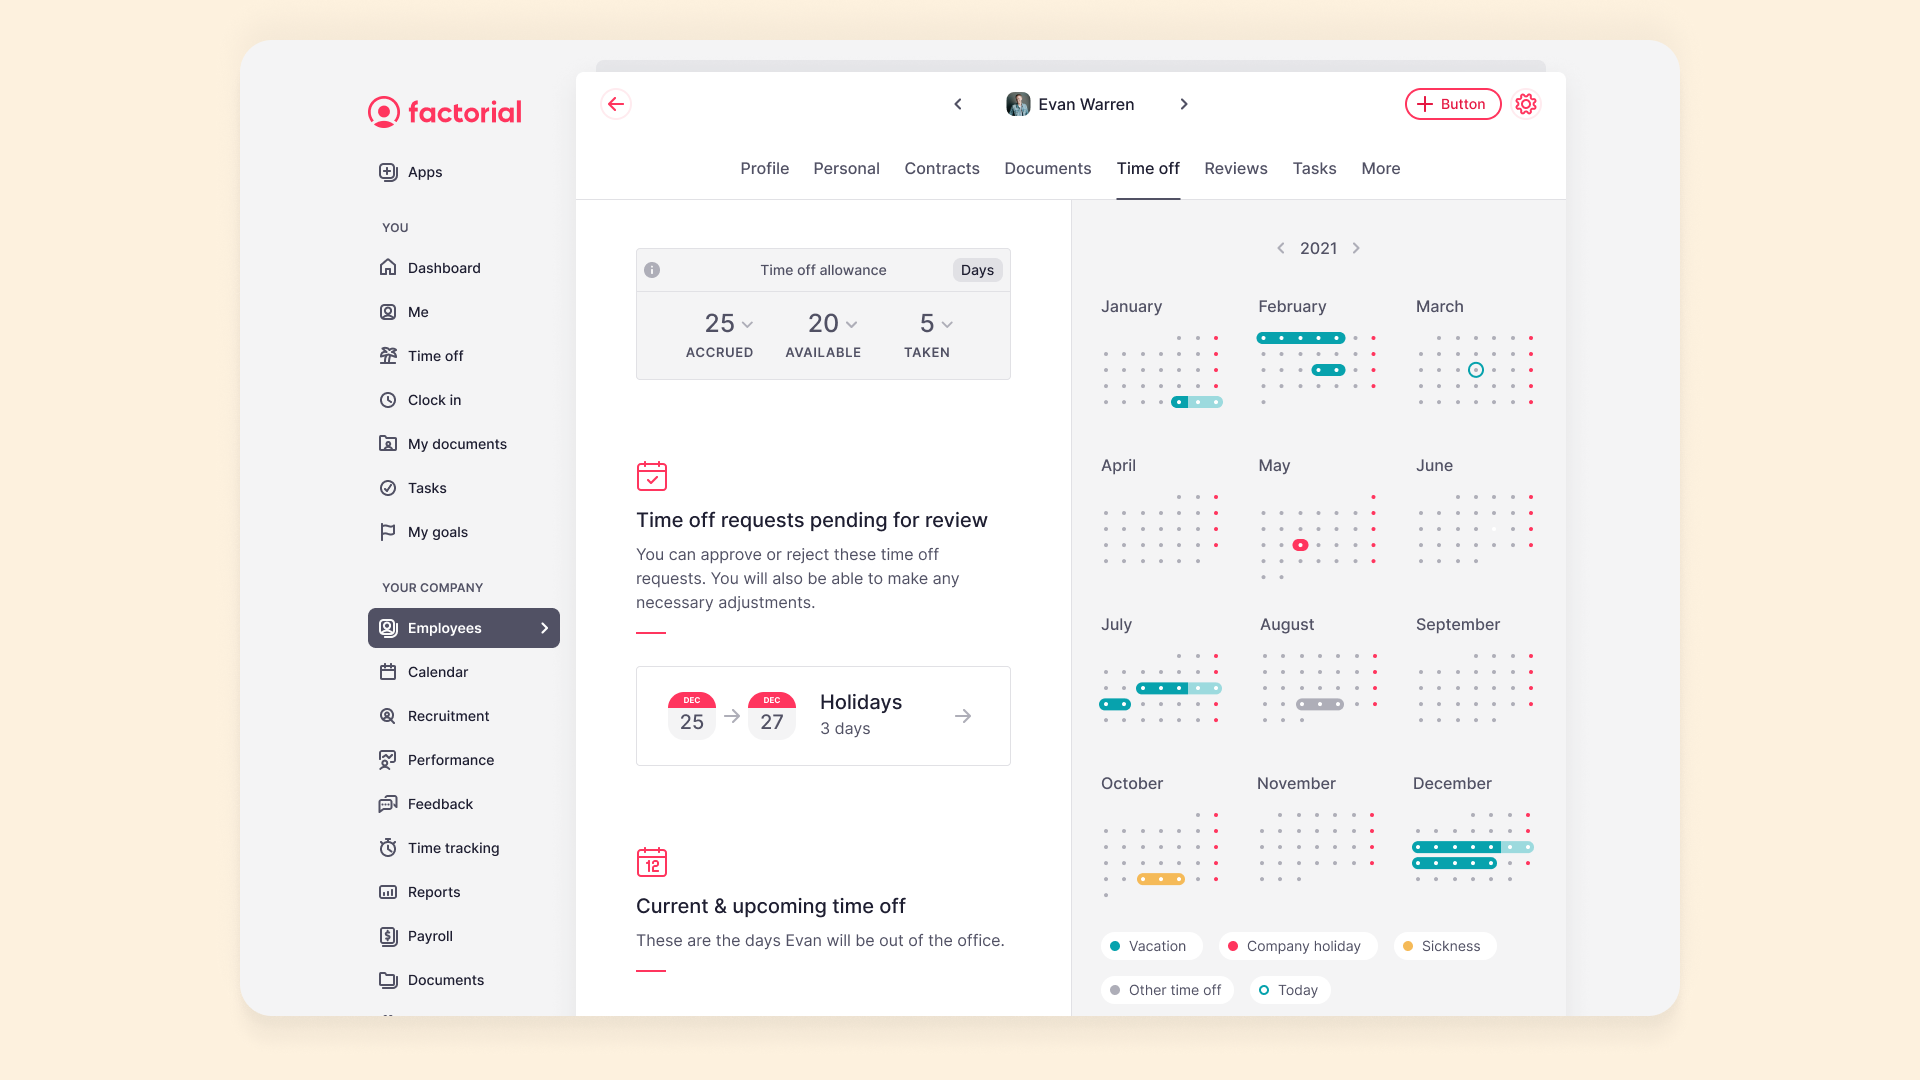 factorial
Apps
YOU
Dashboard
Me
Time off
Clock in
My documents
Tasks
My goals
YOUR COMPANY
Employees
Calendar
Recruitment
Performance
Feedback
Time tracking
Reports
Payroll
Documents
Evan Warren
Button
Profile Personal Contracts Documents Time off Reviews Tasks More
Time off allowance Days
25 20 5
ACCRUED AVAILABLE TAKEN
Time off requests pending for review
You can approve or reject these time off
requests. You will also be able to make any
necessary adjustments.
DEC DEC
25 27
Holidays
3 days
12
Current & upcoming time off
These are the days Evan will be out of the office.
2021
January February March
April May June
July August September
October November December
Vacation Company holiday Sickness
Other time off Today